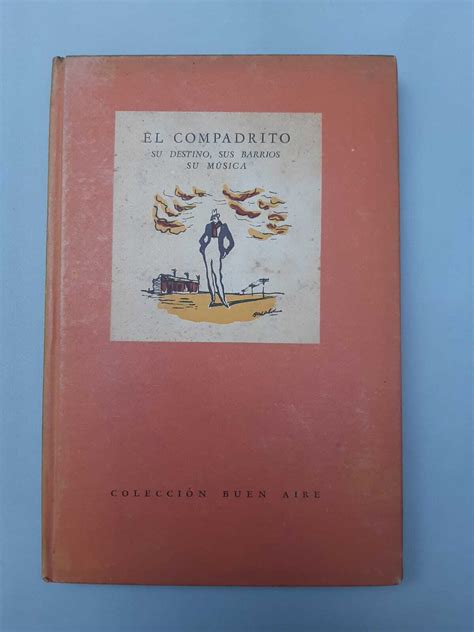 EL COMPADRITO
SU DESTINO, SUS BARRIOS
SU MÚSICA
COLECCIÓN BUEN AIRE